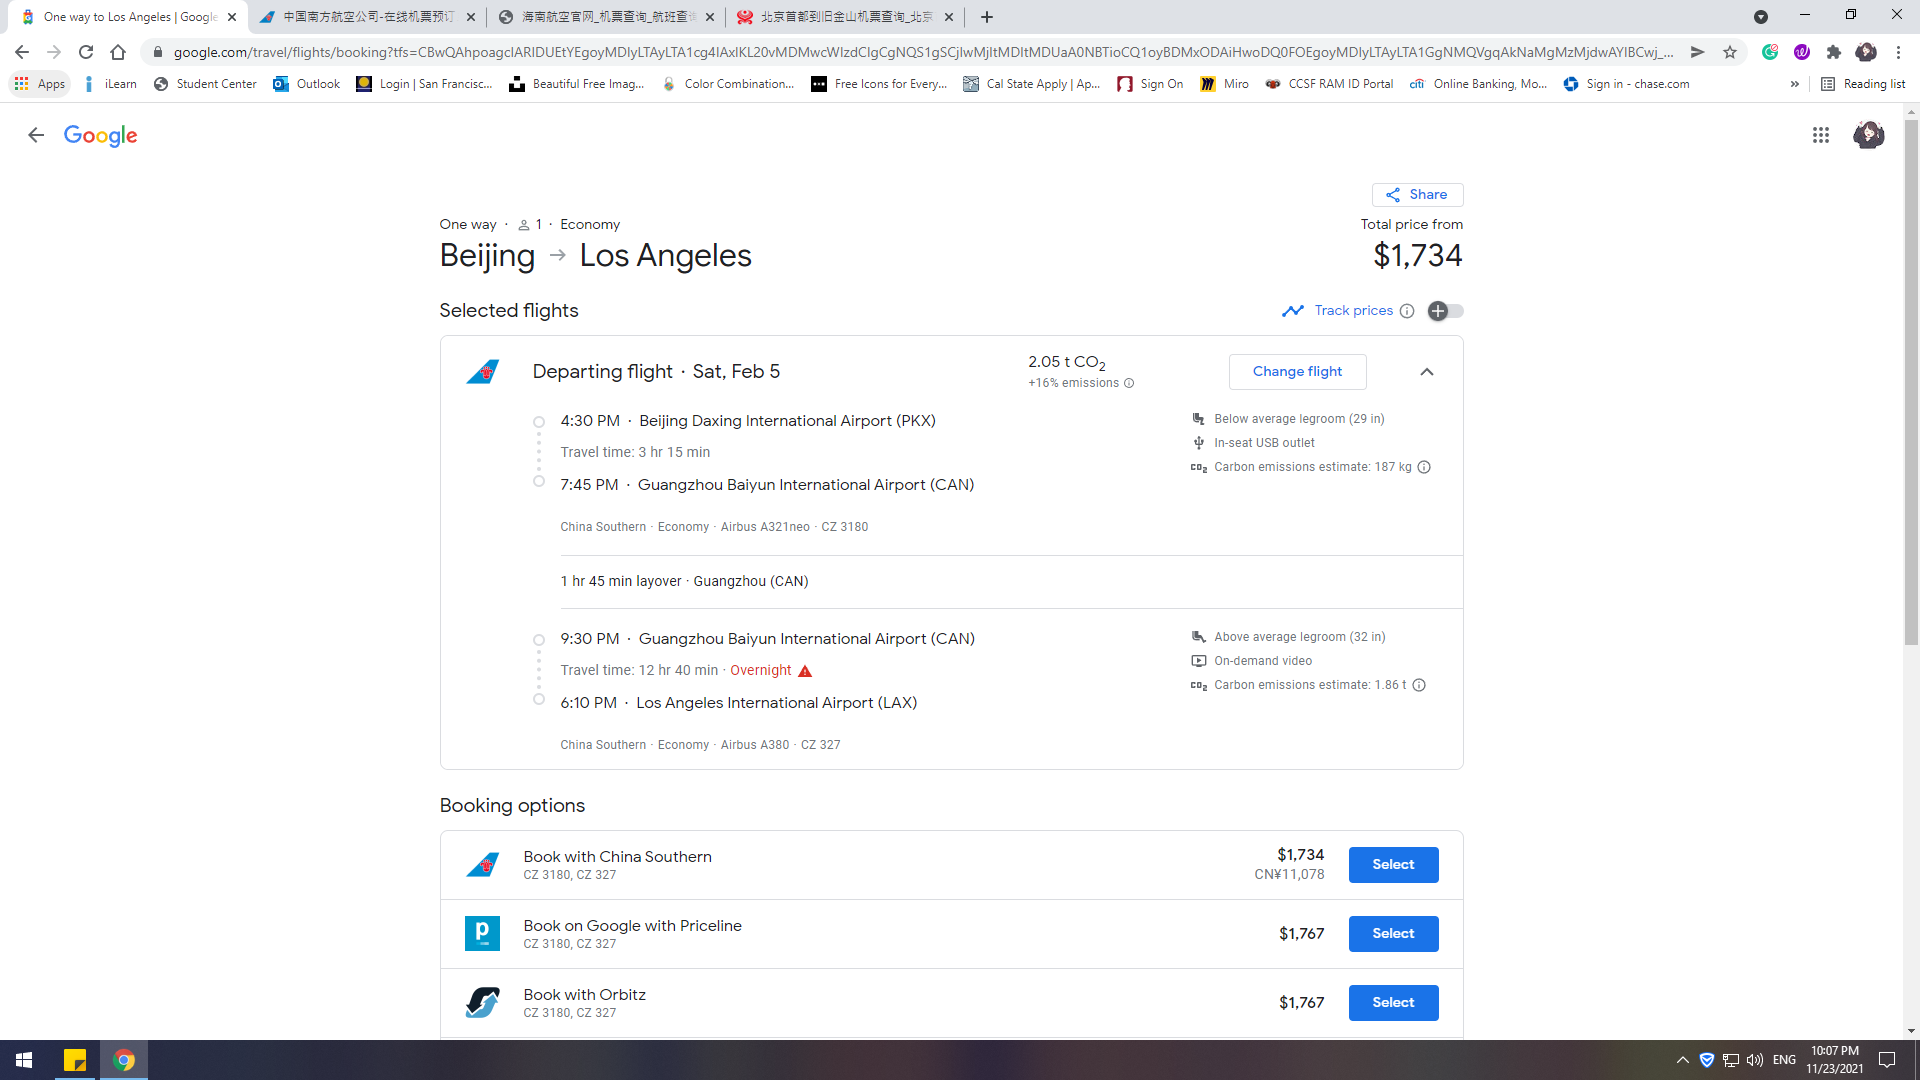 One way to Los Angeles | Google
中国南方航空公司-在线机票预订
海南航空官网_机票查询_航班查询
北京首都到旧金山机票查询_北京
google.com/travel/flights/booking?tfs=CBwQAhpoagcIARIDUEtYEgoyMDIyLTAyLTA1cg4IAxIKL20vMDMwcWIzdCIgCgNQS1gSCjIwMjItMDItMDUaA0NBTioCQ1oyBDMxODAiHwoDQ0FOEgoyMDIyLTAyLTA1GgNMQVgqAkNaMgMzMjdwAYIBCwj_...
Apps
iLearn
Student Center
Outlook
Login | San Francisc...
Beautiful Free Imag...
Color Combination...
Free Icons for Every...
Cal State Apply | Ap...
Sign On
Miro
CCSF RAM ID Portal
citi
Online Banking, Mo...
Sign in - chase.com
»
Reading list
Google
Share
One way · 1 · Economy
Total price from
Beijing → Los Angeles
$1,734
Selected flights
Track prices
Departing flight · Sat, Feb 5
2.05 t CO2
+16% emissions
Change flight
4:30 PM · Beijing Daxing International Airport (PKX)
Below average legroom (29 in)
Travel time: 3 hr 15 min
In-seat USB outlet
CO2 Carbon emissions estimate: 187 kg
7:45 PM · Guangzhou Baiyun International Airport (CAN)
China Southern · Economy · Airbus A321neo · CZ 3180
1 hr 45 min layover · Guangzhou (CAN)
9:30 PM · Guangzhou Baiyun International Airport (CAN)
Above average legroom (32 in)
Travel time: 12 hr 40 min · Overnight
On-demand video
CO2 Carbon emissions estimate: 1.86 t
6:10 PM · Los Angeles International Airport (LAX)
China Southern · Economy · Airbus A380 · CZ 327
Booking options
Book with China Southern
CZ 3180, CZ 327
$1,734
CN¥11,078
Select
Book on Google with Priceline
CZ 3180, CZ 327
$1,767
Select
Book with Orbitz
CZ 3180, CZ 327
$1,767
Select
ENG
10:07 PM
11/23/2021